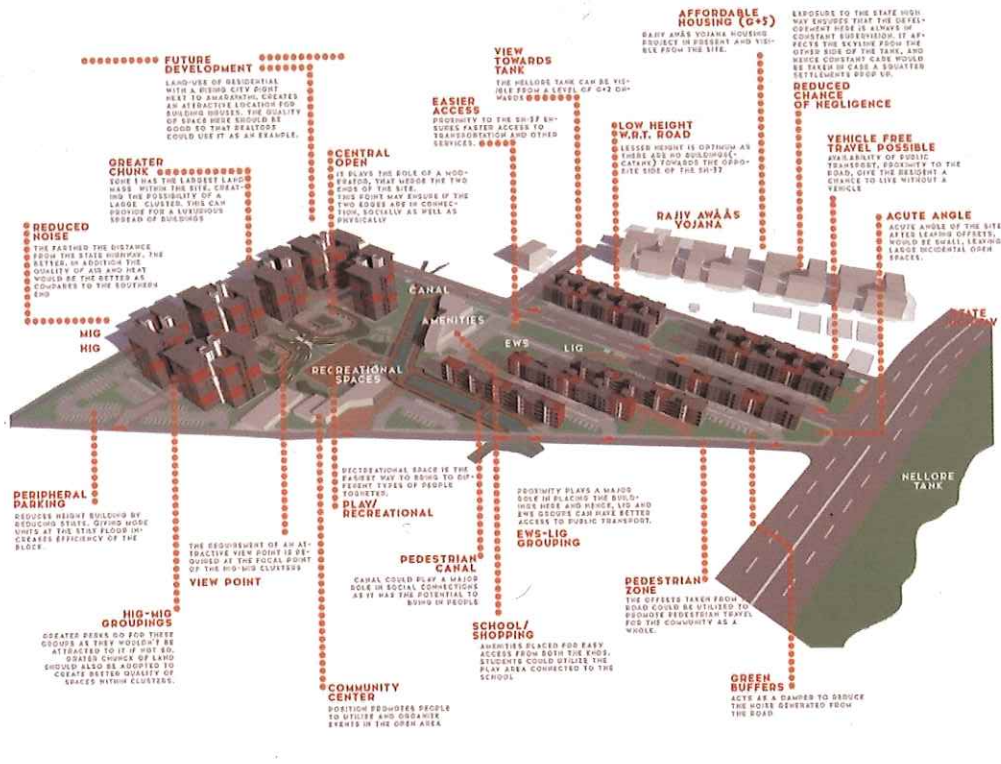 FUTURE
DEVELOPMENT
LAND-USE OF RESIDENTIAL
WITH A RISING CITY RIGHT
NEXT TO AMARAVATHI, CREATES
AN ATTRACTIVE LOCATION FOR
BUILDING HOUSES. THE QUALITY
OF SPACE HERE SHOULD BE
GOOD SO THAT REALTORS
COULD USE IT AS AN EXAMPLE.
VIEW
TOWARDS
TANK
THE NELLORE TANK CAN BE VIS-
IBLE FROM A LEVEL OF G+2 ON-
WARDS
AFFORDABLE
HOUSING (G+5)
RAJIV AWÀS YOJANA HOUSING
PROJECT IN PRESENT AND VISI-
BLE FROM THE SITE.
EXPOSURE TO THE STATE HIGH
WAY ENSURES THAT THE DEVEL-
OPEMENT HERE IS ALWAYS IN
CONSTANT SUPERVISION. IT AF-
FECTS THE SKYLINE FROM THE
OTHER SIDE OF THE TANK, AND
HENCE CONSTANT CARE WOULD
BE TAKEN IN CASE A SQUATTER
SETTLEMENTS PROP UP.
REDUCED
CHANCE
OF NEGLIGENCE
EASIER
ACCESS
PROXIMITY TO THE SH-57 EN-
SURES FASTER ACCESS TO
TRANSPORTATION AND OTHER
SERVICES.
LOW HEIGHT
W.R.T. ROAD
LESSER HEIGHT IS OPTIMUM AS
THERE ARE NO BUILDINGS(-
CATANY) TOWARDS THE OP-
POSITE SIDE OF THE SH-57
VEHICLE FREE
TRAVEL POSSIBLE
AVAILABILITY OF PUBLIC
TRANSPORT, PROXIMITY TO THE
ROAD, GIVE THE RESIDENT A
CHANCE TO LIVE WITHOUT A
VEHICLE
GREATER
CHUNK
ZONE 1 HAS THE LARGEST LAND
MASS WITHIN THE SITE, CREAT-
ING THE POSSIBILITY OF A
LARGE CLUSTER. THIS CAN
PROVIDE FOR A LUXURIOUS
SPREAD OF BUILDINGS
CENTRAL
OPEN
IT PLAYS THE ROLE OF A MOD-
ERATOR, THAT MERGE THE TWO
ENDS OF THE SITE.
THIS POINT MAY ENSURE IF THE
TWO EDGES ARE IN CONNEC-
TION, SOCIALLY AS WELL AS
PHYSICALLY
REDUCED
NOISE
THE FARTHER THE DISTANCE
FROM THE STATE HIGHWAY, THE
BETTER. IN ADDITION THE
QUALITY OF AIR AND HEAT
WOULD BE THE BETTER AS
COMPARES TO THE SOUTHERN
END
RAJIV AWÀÀS
YOJANA
ACUTE ANGLE
ACUTE ANGLE OF THE SITE
AFTER LEAVING OFFSETS,
WOULD BE SMALL, LEAVING
LARGE INCIDENTAL OPEN
SPACES.
MIG
HIG
CANAL
AMENITIES
EWS
LIG
RECREATIONAL
SPACES
STATE
NELLORE
TANK
PERIPHERAL
PARKING
REDUCES HEIGHT BUILDING BY
REDUCING STILTS. GIVING MORE
UNITS AT THE STILT FLOOR IN-
CREASES EFFICIENCY OF THE
BLOCK.
THE REQUIREMENT OF AN AT-
TRACTIVE VIEW POINT IS RE-
QUIRED AT THE FOCAL POINT
OF THE HIG-MIG CLUSTERS
VIEW POINT
RECTREATIONAL SPACE IS THE
EASIEST WAY TO BRING TO DIF-
FERENT TYPES OF PEOPLE
TOGHETER.
PLAY/
RECREATIONAL
PROXIMITY PLAYS A MAJOR
ROLE IN PLACING THE BUILD-
INGS HERE AND HENCE, LIG AND
EWS GROUPS CAN HAVE BETTER
ACCESS TO PUBLIC TRANSPORT.
EWS-LIG
GROUPING
PEDESTRIAN
CANAL
CANAL COULD PLAY A MAJOR
ROLE IN SOCIAL CONNECTIONS
AS IT HAS THE POTENTIAL TO
BRING IN PEOPLE
PEDESTRIAN
ZONE
THE OFFSETS TAKEN FROM
ROAD COULD BE UTILIZED TO
PROMOTE PEDESTRIAN TRAVEL
FOR THE COMMUNITY AS A
WHOLE.
HIG-MIG
GROUPINGS
GREATER PERKS GO FOR THESE
GROUPS AS THEY WOULDN'T BE
ATTRACTED TO IT IF NOT SO.
GRATER CHUNCK OF LAND
SHOULD ALSO BE ADOPTED TO
CREATE BETTER QUALITY OF
SPACES WITHIN CLUSTERS.
SCHOOL/
SHOPPING
AMENITIES PLACED FOR EASY
ACCESS FROM BOTH THE ENDS.
STUDENTS COULD UTILIZE THE
PLAY AREA CONNECTED TO THE
SCHOOL
COMMUNITY
CENTER
POSITION PROMOTES PEOPLE
TO UTILISE AND ORGANISE
EVENTS IN THE OPEN AREA
GREEN
BUFFERS
ACTS AS A DAMPER TO REDUCE
THE NOISE GENERATED FROM
THE ROAD